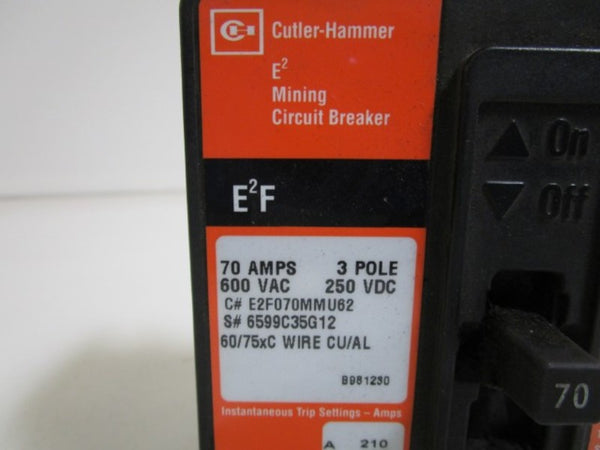 Cutler-Hammer
E²
Mining
Circuit Breaker
E²F
70 AMPS 3 POLE
600 VAC 250 VDC
C# E2F070MMU62
S# 6599C35G12
60/75xC WIRE CU/AL
B981230
Instantaneous Trip Settings – Amps
A 210
On
Off
70